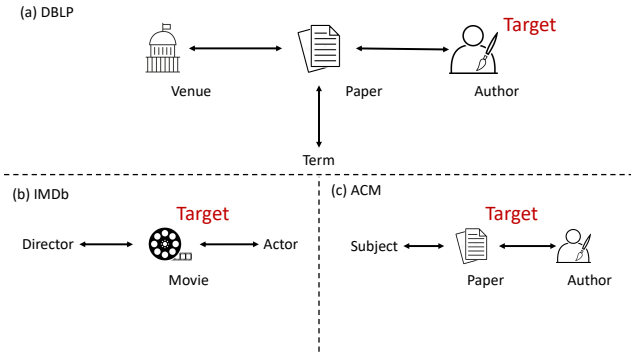 (a) DBLP
Target
Venue
Paper
Author
Term
(b) IMDb
Target
Director
Actor
Movie
(c) ACM
Target
Subject
Paper
Author